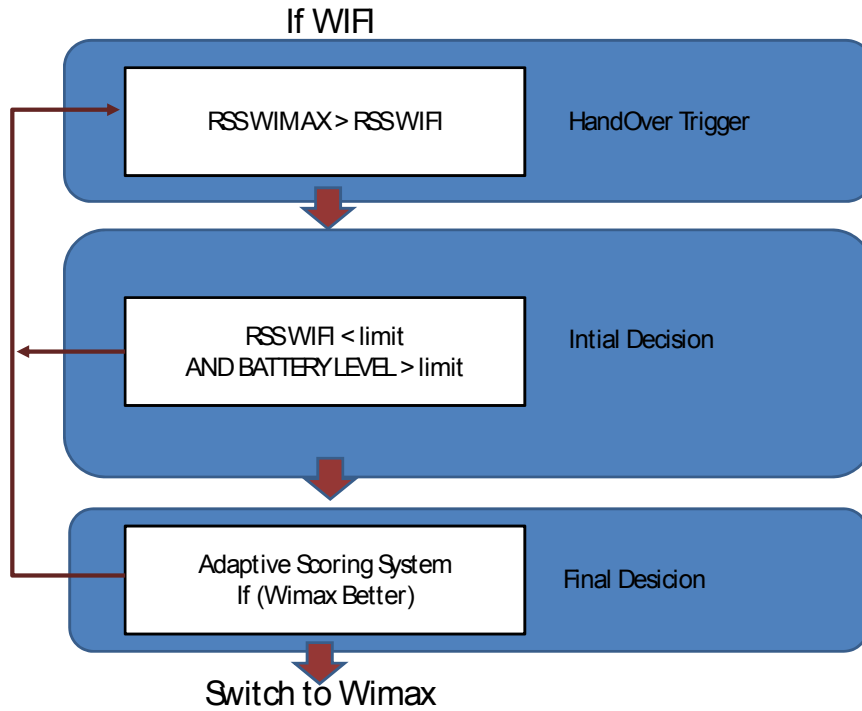 If WIFI
RSS WIMAX > RSS WIFI
HandOver Trigger
RSS WIFI < limit
AND BATTERY LEVEL > limit
Intial Decision
Adaptive Scoring System
If (Wimax Better)
Final Desicion
Switch to Wimax